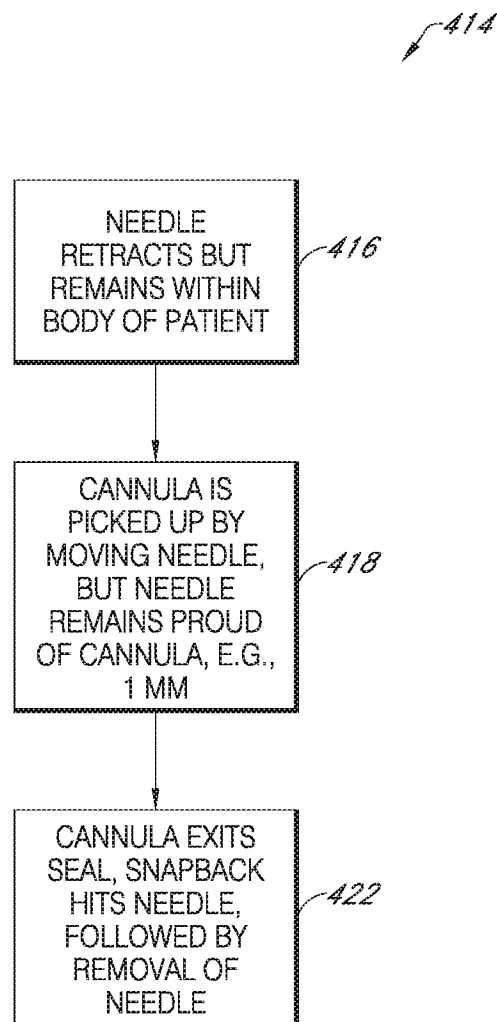 414
NEEDLE
RETRACTS BUT
REMAINS WITHIN
BODY OF PATIENT
416
CANNULA IS
PICKED UP BY
MOVING NEEDLE,
BUT NEEDLE
REMAINS PROUD
OF CANNULA, E.G.,
1 MM
418
CANNULA EXITS
SEAL, SNAPBACK
HITS NEEDLE,
FOLLOWED BY
REMOVAL OF
NEEDLE
422